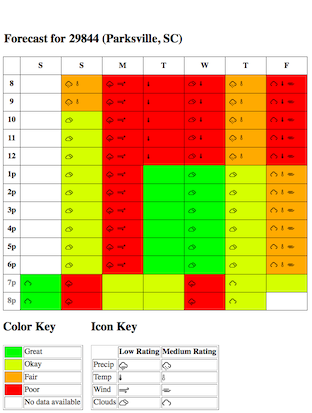 Forecast for 29844 (Parksville, SC)
S S M T W T F
8
9
10
11
12
1p
2p
3p
4p
5p
6p
7p
8p
Color Key
Great
Okay
Fair
Poor
No data available
Icon Key
Low Rating Medium Rating
Precip
Temp
Wind
Clouds